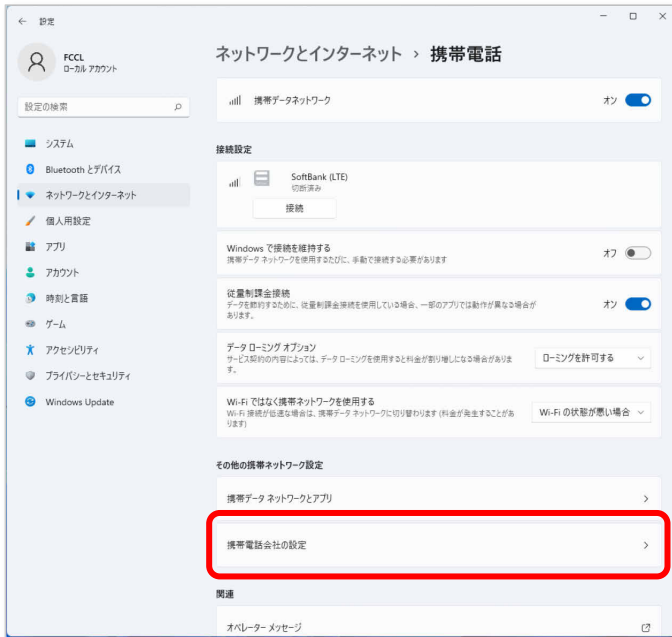 設定
FCCL
ローカル アカウント
設定の検索
システム
Bluetooth とデバイス
ネットワークとインターネット
個人用設定
アプリ
アカウント
時刻と言語
ゲーム
アクセシビリティ
プライバシーとセキュリティ
Windows Update
ネットワークとインターネット › 携帯電話
携帯データネットワーク
オン
接続設定
SoftBank (LTE)
切断済み
接続
Windows で接続を維持する
携帯データ ネットワークを使用するたびに、手動で接続する必要があります
オフ
従量制課金接続
データを節約するために、従量制課金接続を使用している場合、一部のアプリでは動作が異なる場合が
あります。
オン
データ ローミング オプション
サービス契約の内容によっては、データ ローミングを使用すると料金が割り増しになる場合がありま
す。
ローミングを許可する
Wi-Fi ではなく携帯ネットワークを使用する
Wi-Fi 接続が低速な場合は、携帯データ ネットワークに切り替わります (料金が発生することがあ
ります)
Wi-Fi の状態が悪い場合
その他の携帯ネットワーク設定
携帯データ ネットワークとアプリ
携帯電話会社の設定
関連
オペレーター メッセージ